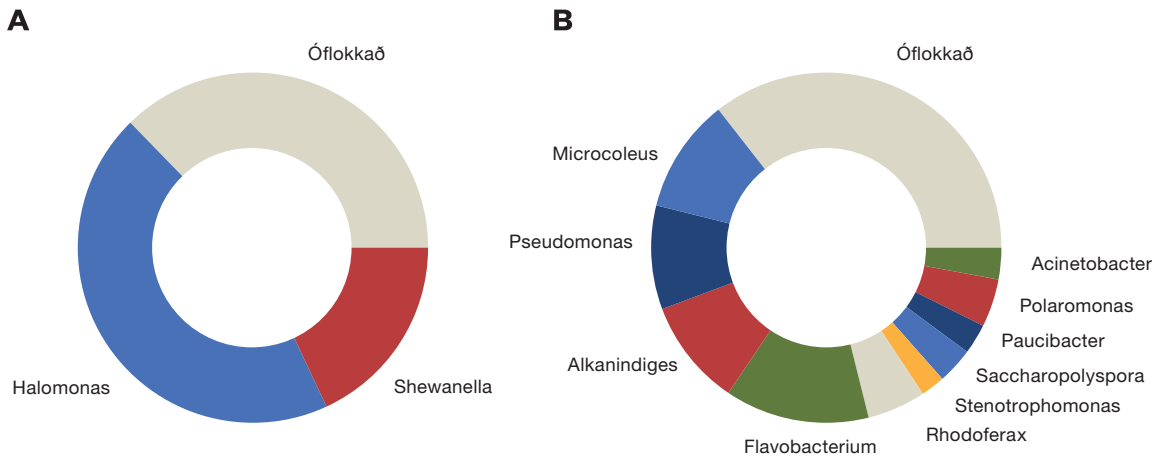 A
Óflokkað
Halomonas
Shewanella
B
Óflokkað
Microcoleus
Pseudomonas
Alkanindiges
Flavobacterium
Rhodoferax
Stenotrophomonas
Saccharopolyspora
Paucibacter
Polaromonas
Acinetobacter